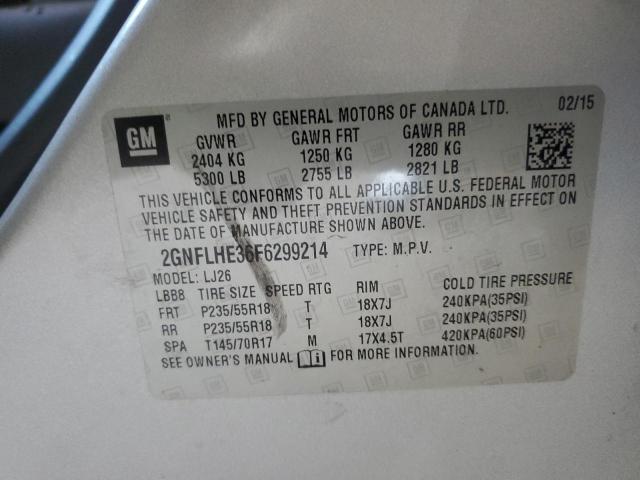 MFD BY GENERAL MOTORS OF CANADA LTD. 02/15
GM
GVWR GAWR FRT GAWR RR
2404 KG 1250 KG 1280 KG
5300 LB 2755 LB 2821 LB
THIS VEHICLE CONFORMS TO ALL APPLICABLE U.S. FEDERAL MOTOR
VEHICLE SAFETY AND THEFT PREVENTION STANDARDS IN EFFECT ON
THE DATE OF MANUFACTURE SHOWN ABOVE.
2GNFLHE36F6299214 TYPE: M.P.V.
MODEL: LJ26
LBB8 TIRE SIZE SPEED RTG RIM COLD TIRE PRESSURE
FRT P235/55R18 T 18X7J 240KPA(35PSI)
RR P235/55R18 T 18X7J 240KPA(35PSI)
SPA T145/70R17 M 17X4.5T 420KPA(60PSI)
SEE OWNER'S MANUAL FOR MORE INFORMATION.